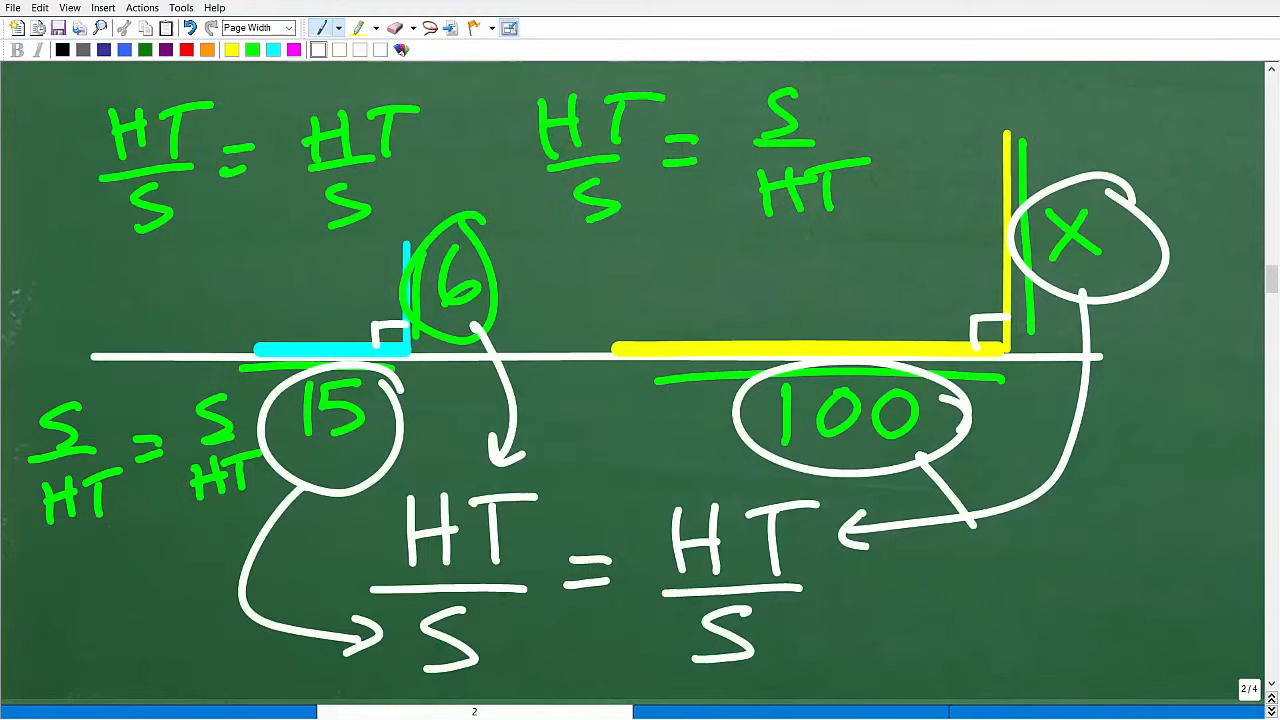 File Edit View Insert Actions Tools Help
Page Width
B I
HT/S = HT/S
HT/S = S/HT
6
X
15
100
S/HT = S/HT
HT/S = HT/S
2/4
2